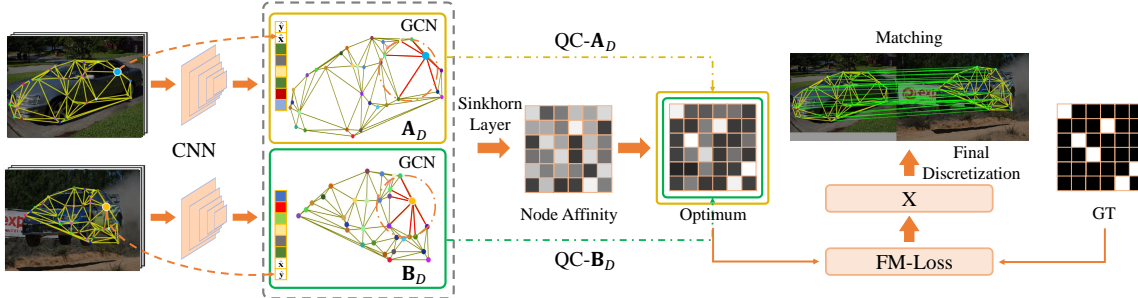 ŷ
x̂
GCN
A_D
CNN
GCN
x̂
ŷ
B_D
QC-A_D
Sinkhorn
Layer
Node Affinity
Optimum
QC-B_D
Matching
Final
Discretization
X
FM-Loss
GT